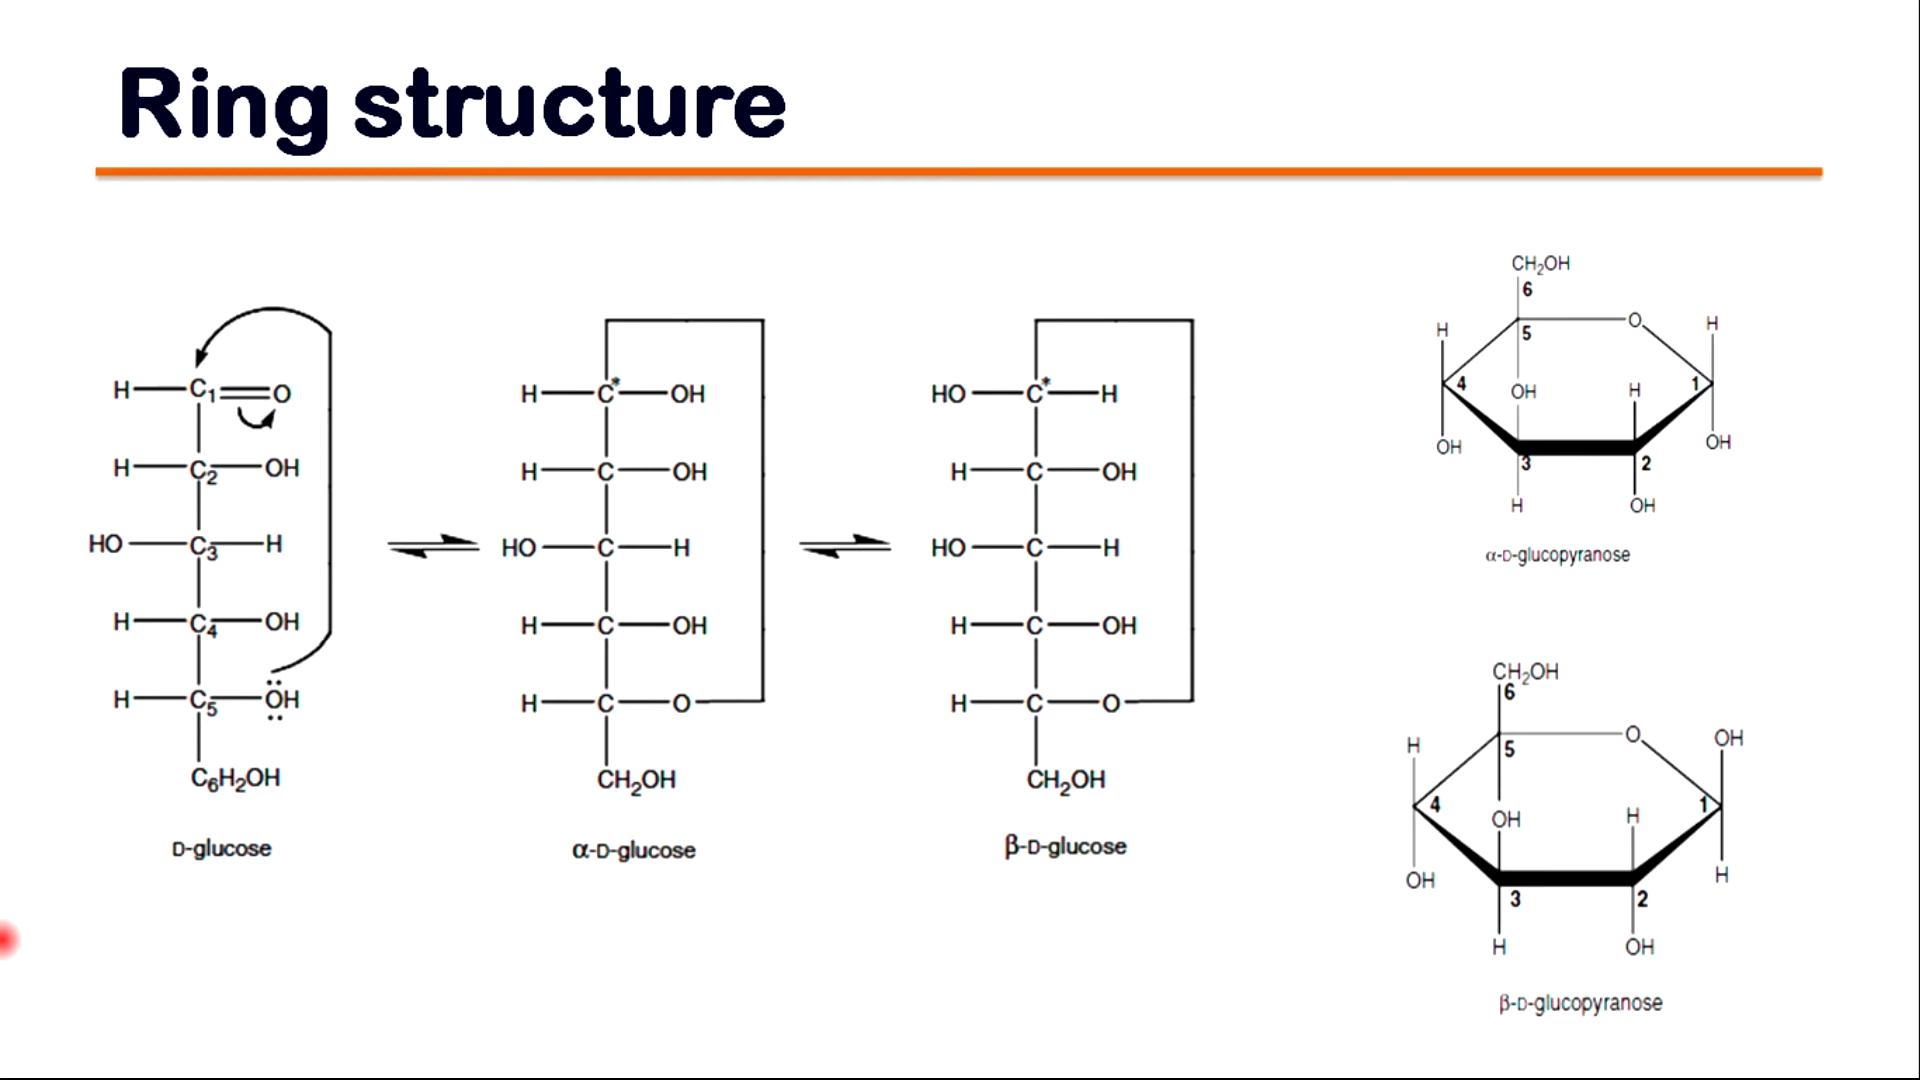 Ring structure
H C₁ O
H C₂ OH
HO C₃ H
H C₄ OH
H C₅ OH
C₆H₂OH
D-glucose
H C* OH
H C OH
HO C H
H C OH
H C O
CH₂OH
α-D-glucose
HO C* H
H C OH
HO C H
H C OH
H C O
CH₂OH
β-D-glucose
CH₂OH
6
H 5 O H
4 OH H 1
OH 3 2 OH
H OH
α-D-glucopyranose
CH₂OH
6
H 5 O OH
4 OH H 1
OH 3 2 H
H OH
β-D-glucopyranose